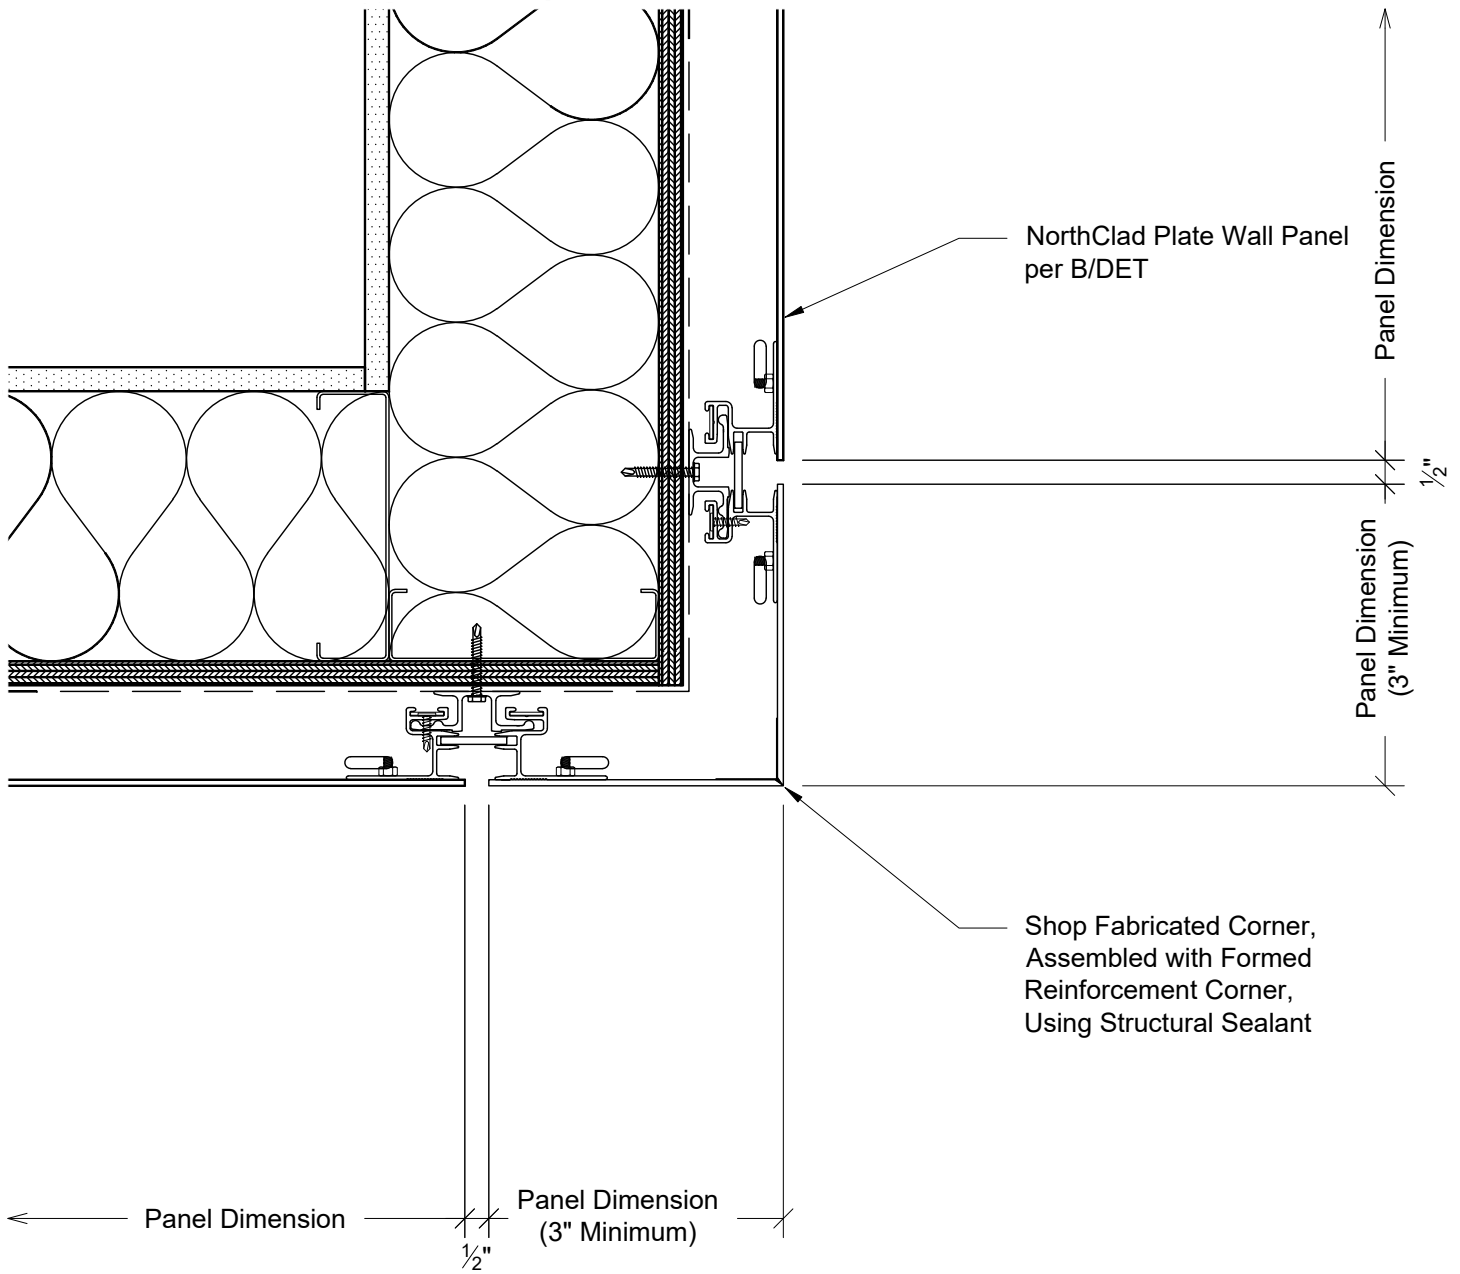 Panel Dimension
NorthClad Plate Wall Panel
per B/DET
½"
Panel Dimension
(3" Minimum)
Shop Fabricated Corner,
Assembled with Formed
Reinforcement Corner,
Using Structural Sealant
Panel Dimension
½"
Panel Dimension
(3" Minimum)